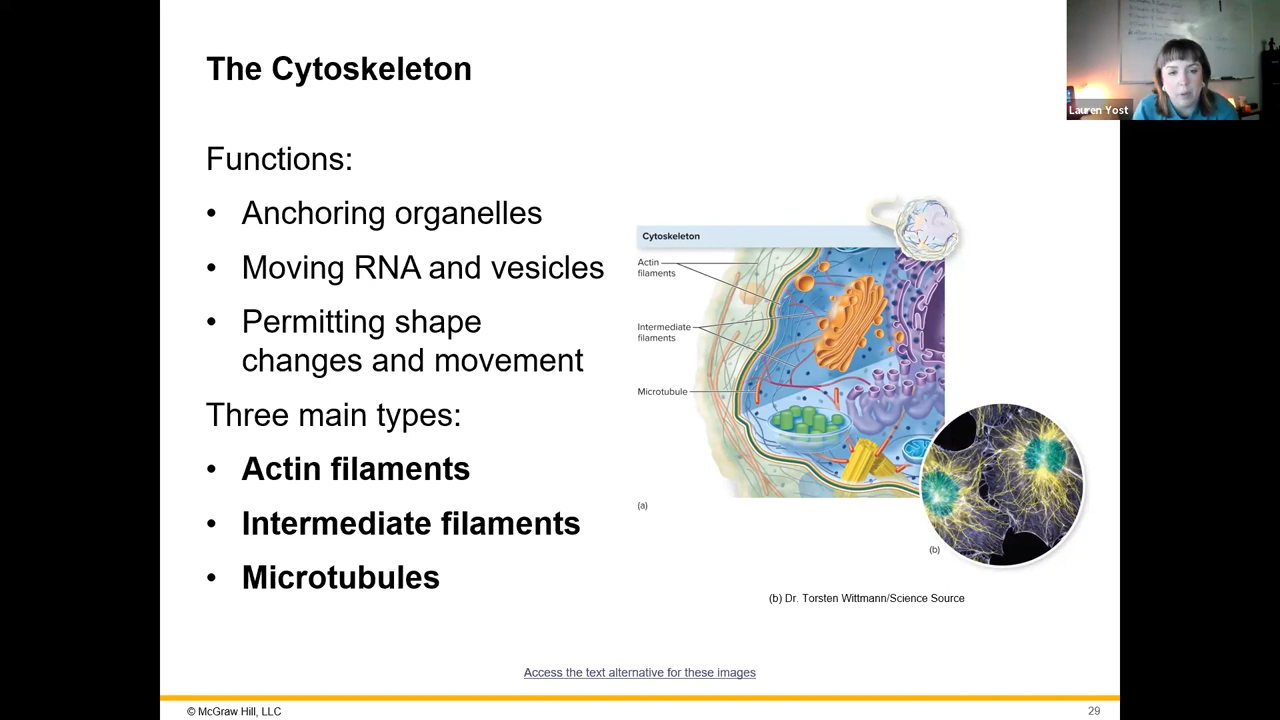 The Cytoskeleton
Lauren Yost
Functions:
• Anchoring organelles
• Moving RNA and vesicles
• Permitting shape
changes and movement
Three main types:
• Actin filaments
• Intermediate filaments
• Microtubules
Cytoskeleton
Actin
filaments
Intermediate
filaments
Microtubule
(a)
(b)
(b) Dr. Torsten Wittmann/Science Source
Access the text alternative for these images
© McGraw Hill, LLC
29